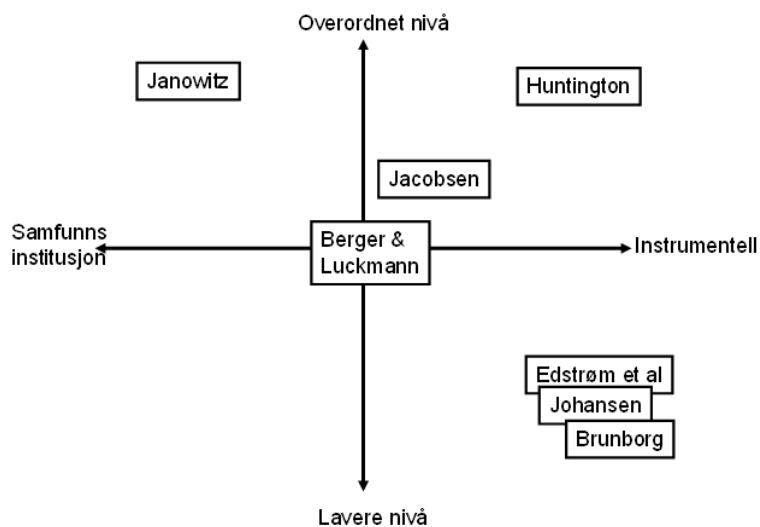 Overordnet nivå
Janowitz
Huntington
Jacobsen
Samfunns
institusjon
Berger &
Luckmann
Instrumentell
Edstrøm et al
Johansen
Brunborg
Lavere nivå